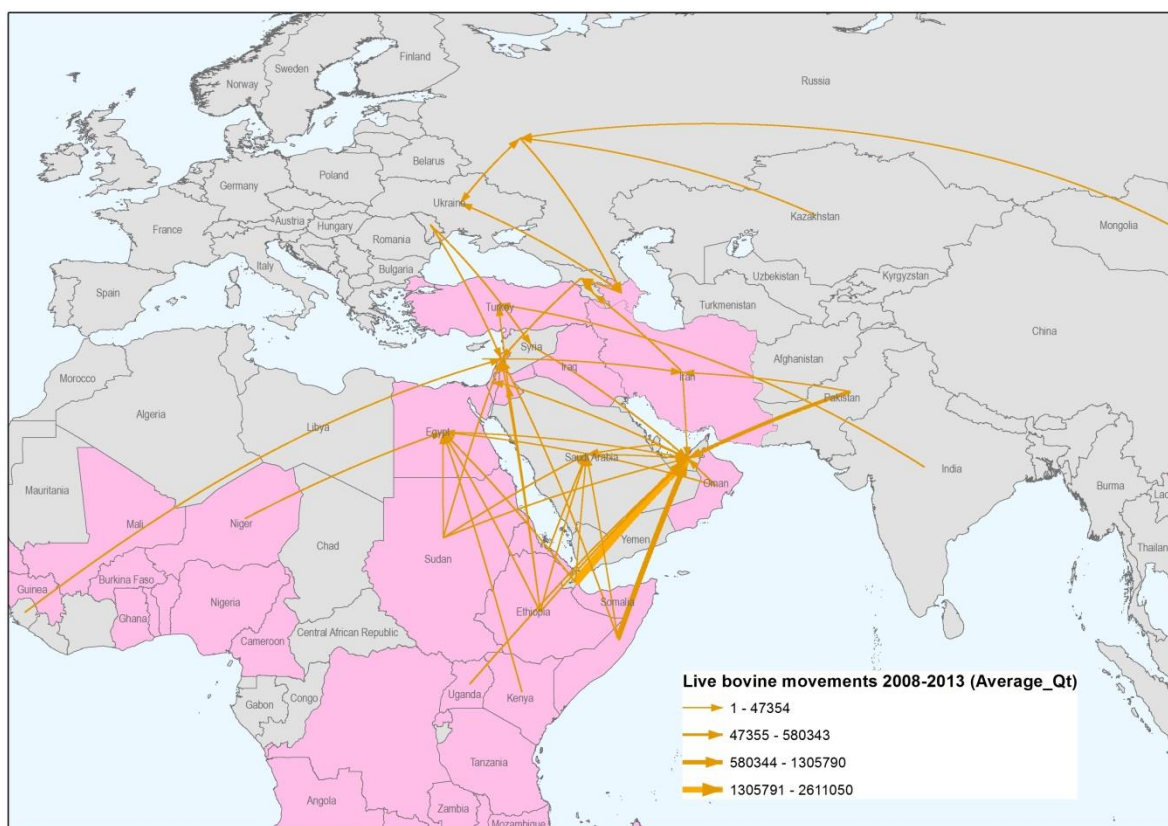 Finland
Sweden
Norway
Russia
Belarus
Germany
Poland
Ukraine
Kazakhstan
Mongolia
Austria
France
Hungary
Romania
Italy
Bulgaria
Uzbekistan
Kyrgyzstan
Spain
Turkey
Turkmenistan
China
Syria
Afghanistan
Morocco
Iraq
Iran
Pakistan
Algeria
Libya
Egypt
Saudi Arabia
India
Oman
Burma
Mauritania
Mali
Niger
Lao
Chad
Sudan
Yemen
Thailand
Guinea
Burkina Faso
Nigeria
Ethiopia
Somalia
Ghana
Central African Republic
Cameroon
Uganda
Kenya
Gabon
Congo
Tanzania
Angola
Zambia
Mozambique
Live bovine movements 2008-2013 (Average_Qt)
1 - 47354
47355 - 580343
580344 - 1305790
1305791 - 2611050